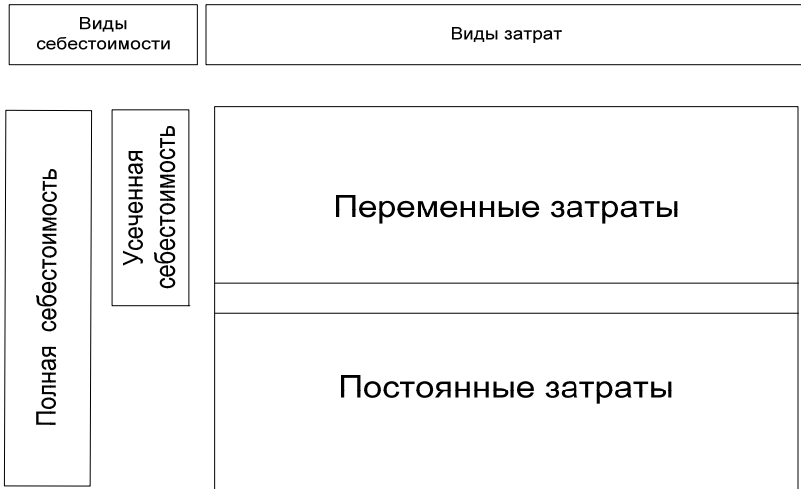 Виды
себестоимости
Виды затрат
Полная себестоимость
Усеченная
себестоимость
Переменные затраты
Постоянные затраты